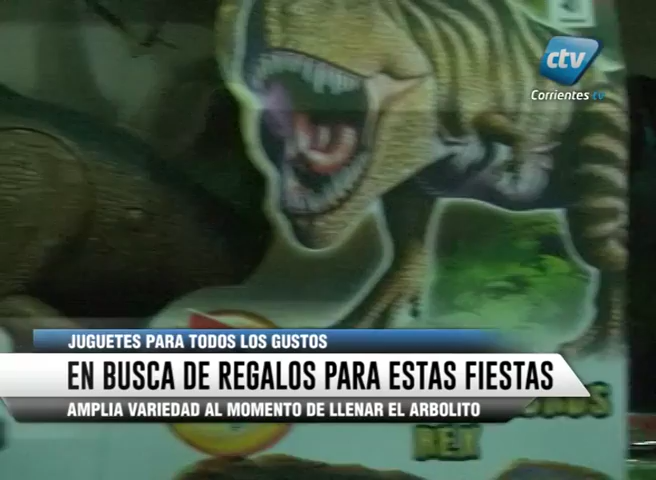 ctv
Corrientes tv
JUGUETES PARA TODOS LOS GUSTOS
EN BUSCA DE REGALOS PARA ESTAS FIESTAS
AMPLIA VARIEDAD AL MOMENTO DE LLENAR EL ARBOLITO
REX